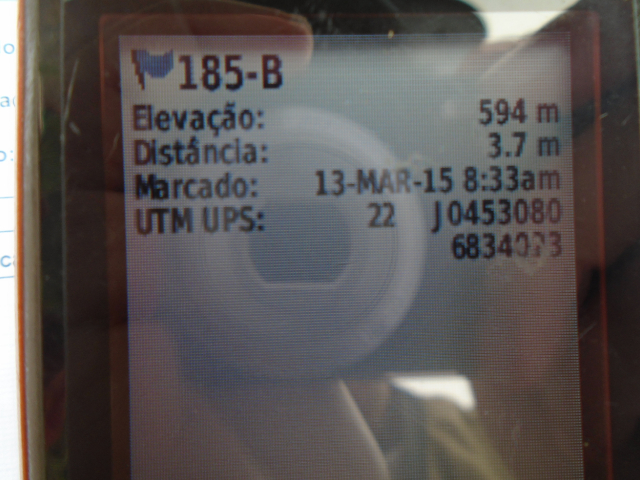 185-B
Elevação: 594 m
Distância: 3.7 m
Marcado: 13-MAR-15 8:33am
UTM UPS: 22 J0453080